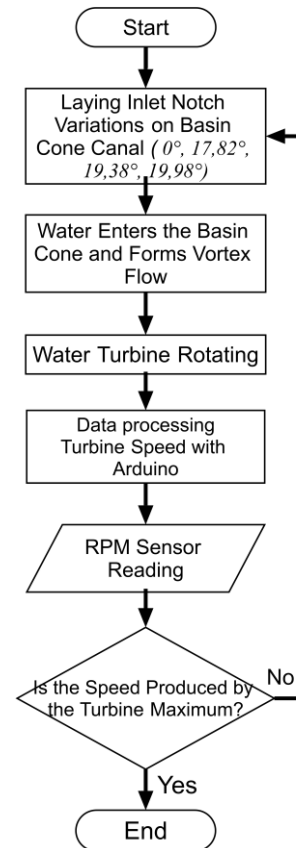 Start
Laying Inlet Notch
Variations on Basin
Cone Canal ( 0°, 17,82°,
19,38°, 19,98°)
Water Enters the Basin
Cone and Forms Vortex
Flow
Water Turbine Rotating
Data processing
Turbine Speed with
Arduino
RPM Sensor
Reading
Is the Speed Produced by
the Turbine Maximum?
No
Yes
End